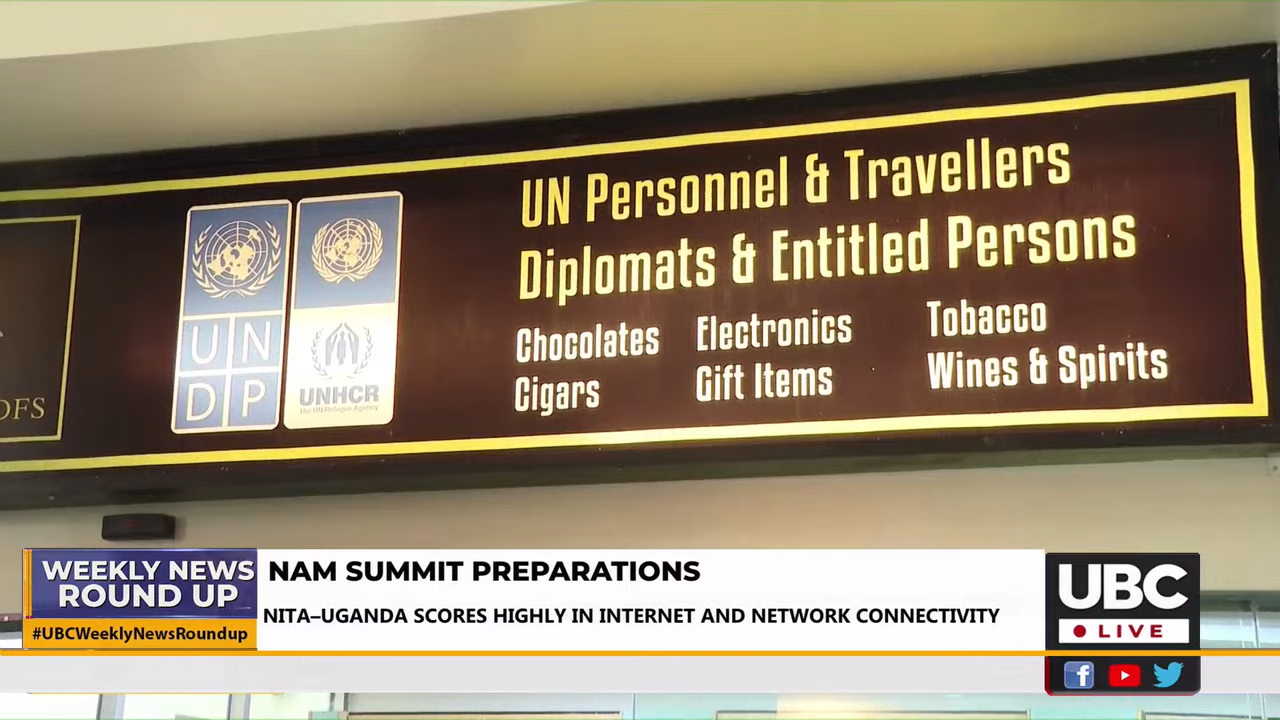 UN Personnel & Travellers
Diplomats & Entitled Persons
Chocolates Electronics Tobacco
Cigars Gift Items Wines & Spirits
UN
DP
UNHCR
The UN Refugee Agency
DFS
WEEKLY NEWS
ROUND UP
#UBCWeeklyNewsRoundup
NAM SUMMIT PREPARATIONS
NITA–UGANDA SCORES HIGHLY IN INTERNET AND NETWORK CONNECTIVITY
UBC
LIVE